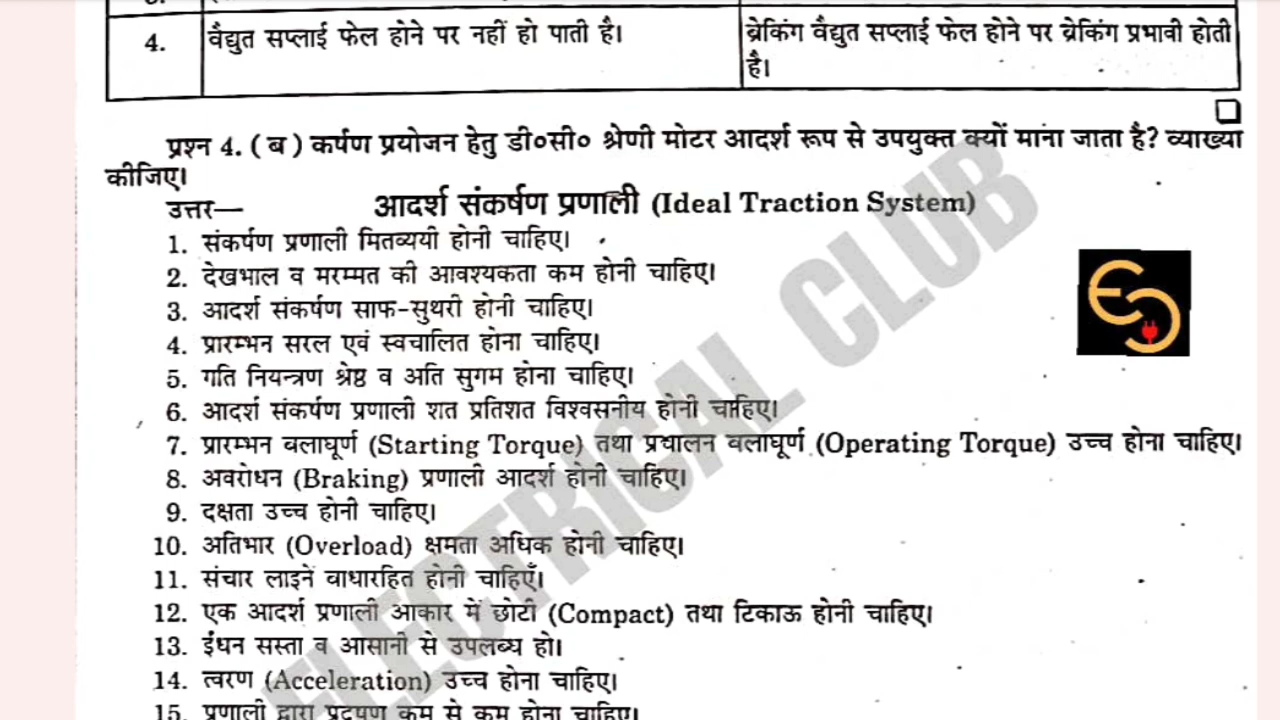 4. वैद्युत सप्लाई फेल होने पर नहीं हो पाती है। ब्रेकिंग वैद्युत सप्लाई फेल होने पर ब्रेकिंग प्रभावी होती
है।
प्रश्न 4. (ब) कर्षण प्रयोजन हेतु डी०सी० श्रेणी मोटर आदर्श रूप से उपयुक्त क्यों माना जाता है? व्याख्या
कीजिए।
उत्तर— आदर्श संकर्षण प्रणाली (Ideal Traction System)
1. संकर्षण प्रणाली मितव्ययी होनी चाहिए।
2. देखभाल व मरम्मत की आवश्यकता कम होनी चाहिए।
3. आदर्श संकर्षण साफ-सुथरी होनी चाहिए।
4. प्रारम्भन सरल एवं स्वचालित होना चाहिए।
5. गति नियन्त्रण श्रेष्ठ व अति सुगम होना चाहिए।
6. आदर्श संकर्षण प्रणाली शत प्रतिशत विश्वसनीय होनी चाहिए।
7. प्रारम्भन बलाघूर्ण (Starting Torque) तथा प्रचालन बलाघूर्ण (Operating Torque) उच्च होना चाहिए।
8. अवरोधन (Braking) प्रणाली आदर्श होनी चाहिए।
9. दक्षता उच्च होनी चाहिए।
10. अतिभार (Overload) क्षमता अधिक होनी चाहिए।
11. संचार लाइनें बाधारहित होनी चाहिएँ।
12. एक आदर्श प्रणाली आकार में छोटी (Compact) तथा टिकाऊ होनी चाहिए।
13. ईंधन सस्ता व आसानी से उपलब्ध हो।
14. त्वरण (Acceleration) उच्च होना चाहिए।
15. प्रणाली द्वारा प्रदूषण कम से कम होना चाहिए।
ELECTRICAL CLUB